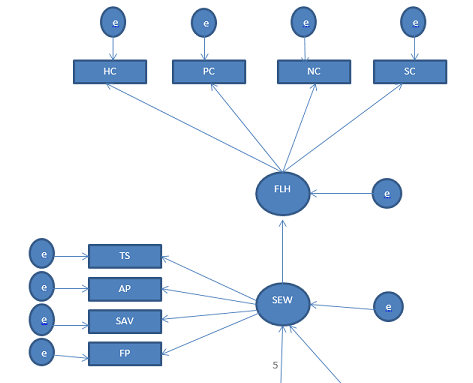 e e e e
HC PC NC SC
FLH e
e TS
e AP
SEW e
e SAV
e FP
5